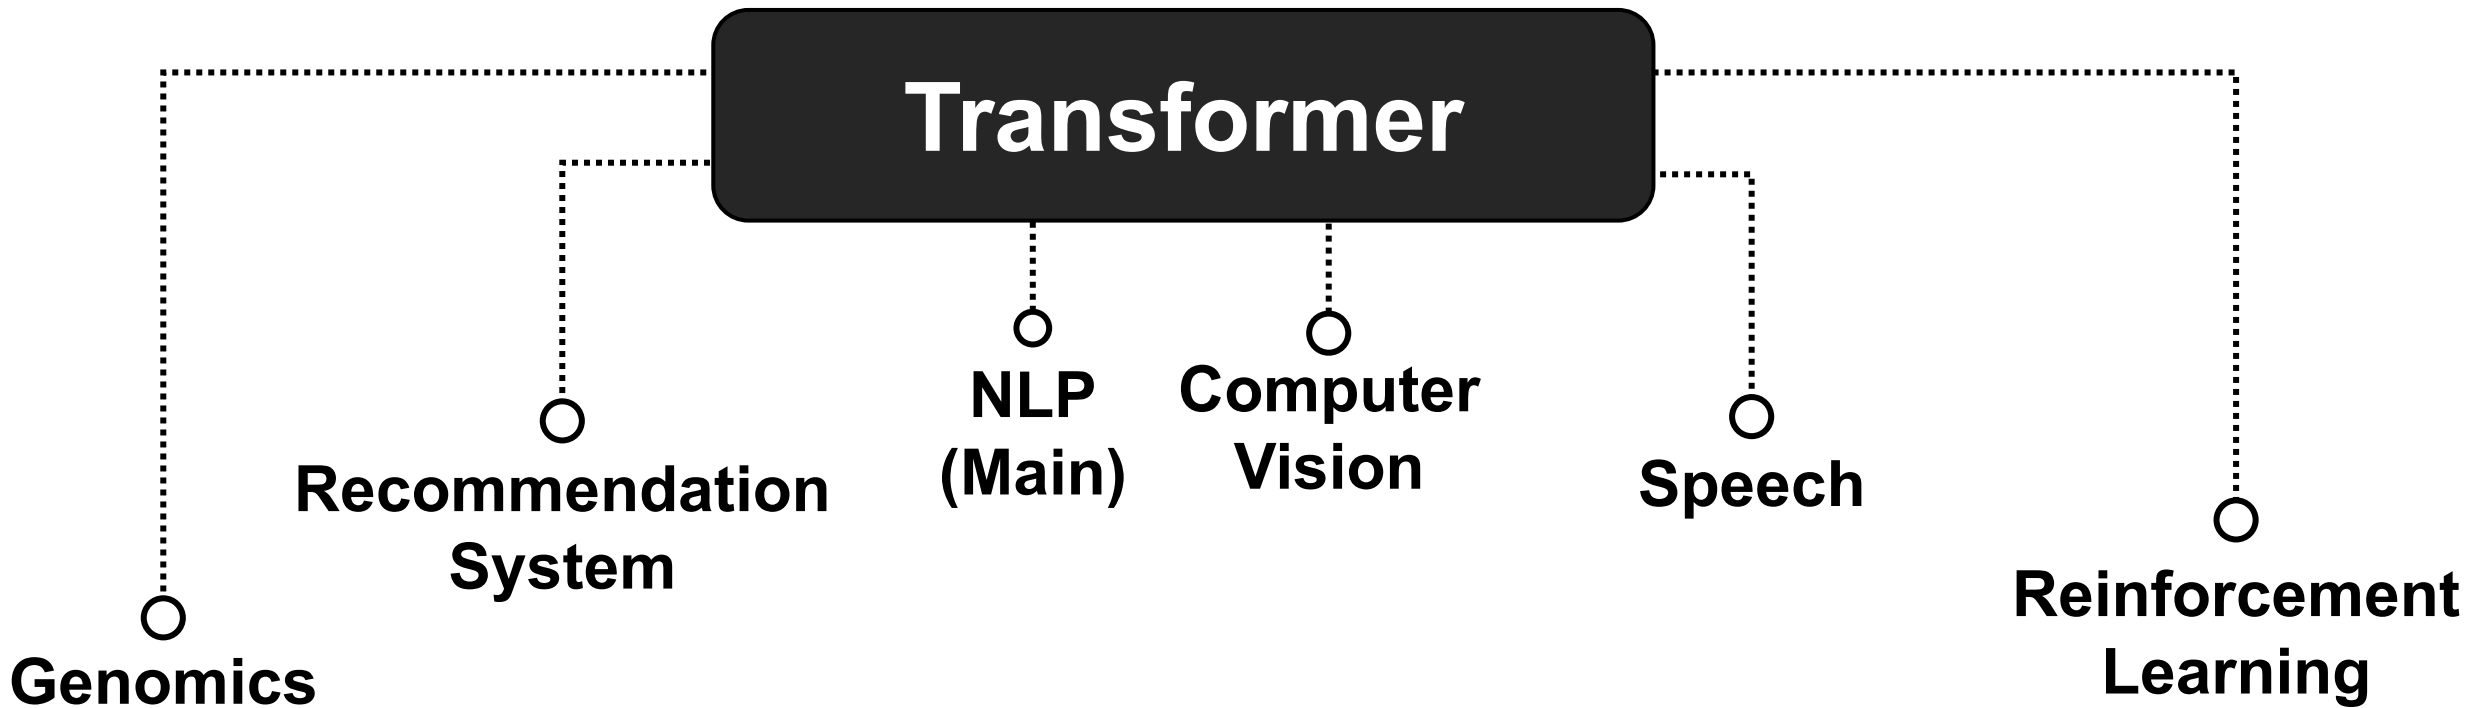 Transformer
NLP
(Main)
Computer
Vision
Recommendation
System
Speech
Genomics
Reinforcement
Learning